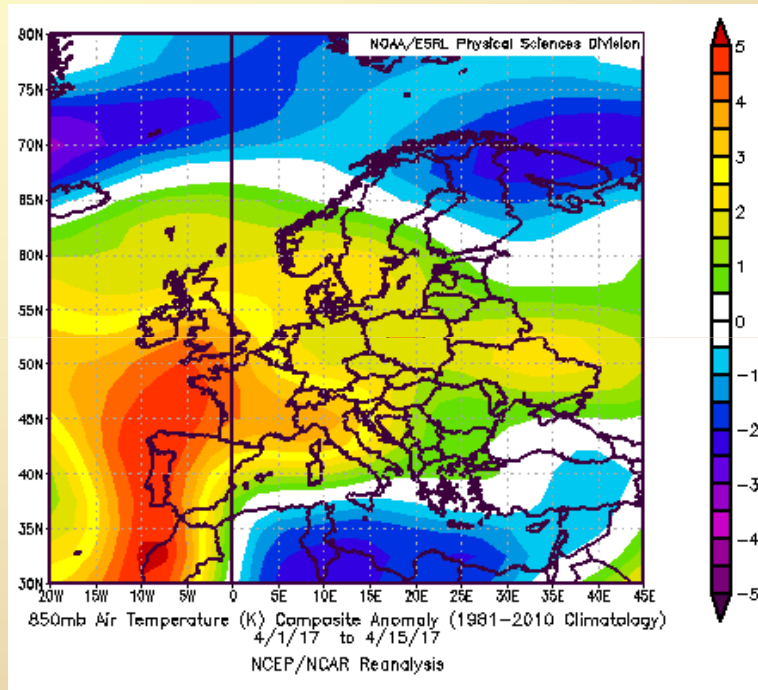 80N
NOAA/ESRL Physical Sciences Division
75N
70N
65N
60N
55N
50N
45N
40N
35N
30N
20W 15W 10W 5W 0 5E 10E 15E 20E 25E 30E 35E 40E 45E
5
4
3
2
1
0
-1
-2
-3
-4
-5
850mb Air Temperature (K) Composite Anomaly (1981-2010 Climatology)
4/1/17 to 4/15/17
NCEP/NCAR Reanalysis